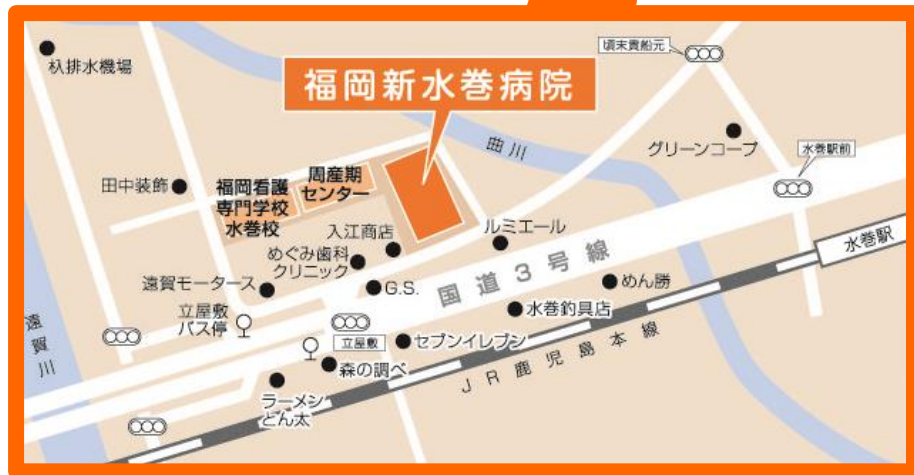 杁排水機場
頃末貴船元
福岡新水巻病院
曲川
グリーンコープ
水巻駅前
田中装飾
福岡看護
専門学校
水巻校
周産期
センター
入江商店
ルミエール
水巻駅
めぐみ歯科
クリニック
遠賀モータース
G.S.
国道3号線
めん勝
立屋敷
バス停
水巻釣具店
遠賀川
立屋敷
セブンイレブン
森の調べ
JR鹿児島本線
ラーメン
とん太